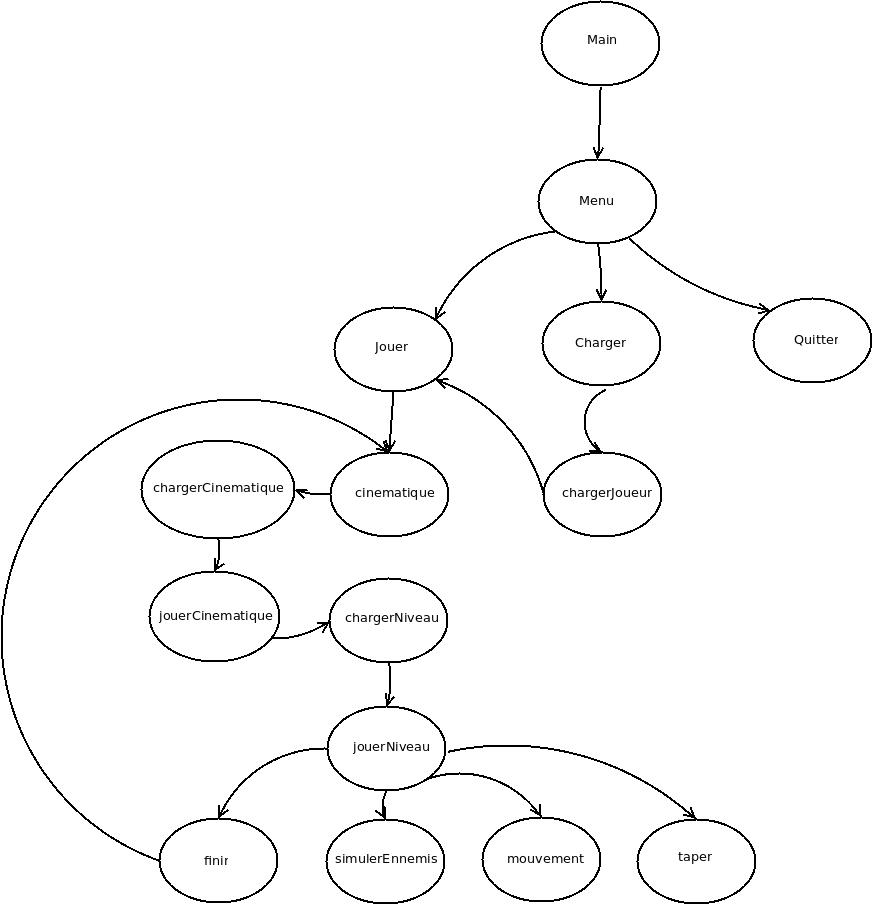 Main
Menu
Jouer
Charger
Quitter
chargerCinematique
cinematique
chargerJoueur
jouerCinematique
chargerNiveau
jouerNiveau
finir
simulerEnnemis
mouvement
taper